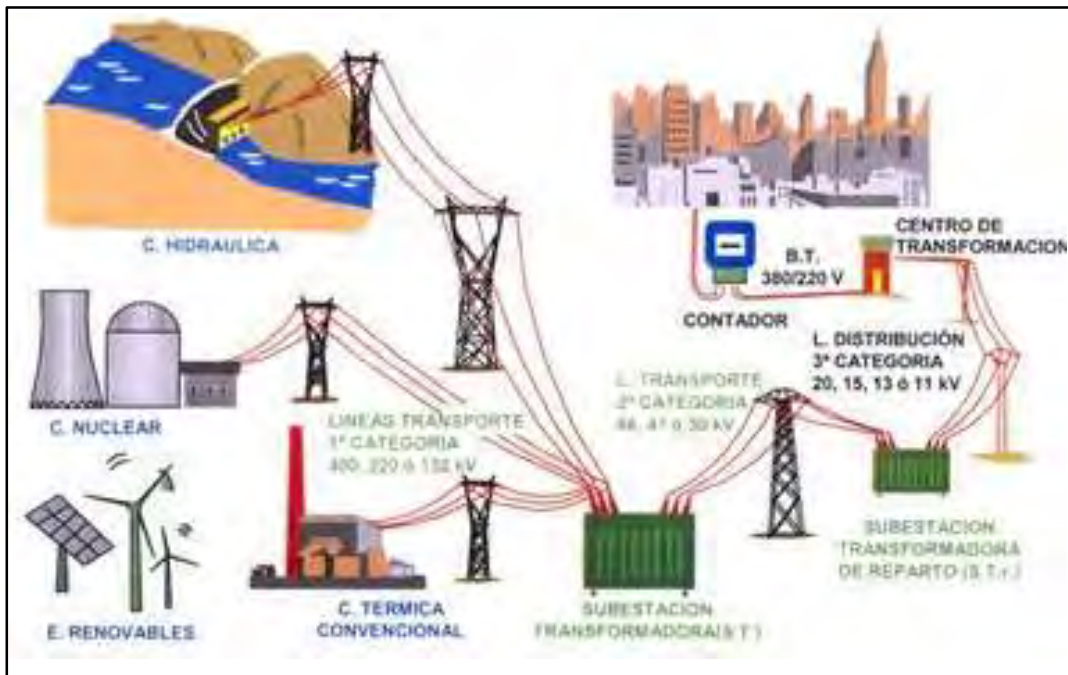 C. HIDRAULICA
CENTRO DE
TRANSFORMACION
B.T.
380/220 V
CONTADOR
L. DISTRIBUCIÓN
3ª CATEGORIA
20, 15, 13 ó 11 kV
L. TRANSPORTE
2ª CATEGORIA
ó 30 kV
C. NUCLEAR
LINEAS TRANSPORTE
1ª CATEGORIA
400, 220 ó 132 kV
SUBESTACION
TRANSFORMADORA
DE REPARTO (S.T.r.)
C. TERMICA
CONVENCIONAL
SUBESTACION
TRANSFORMADORA
E. RENOVABLES